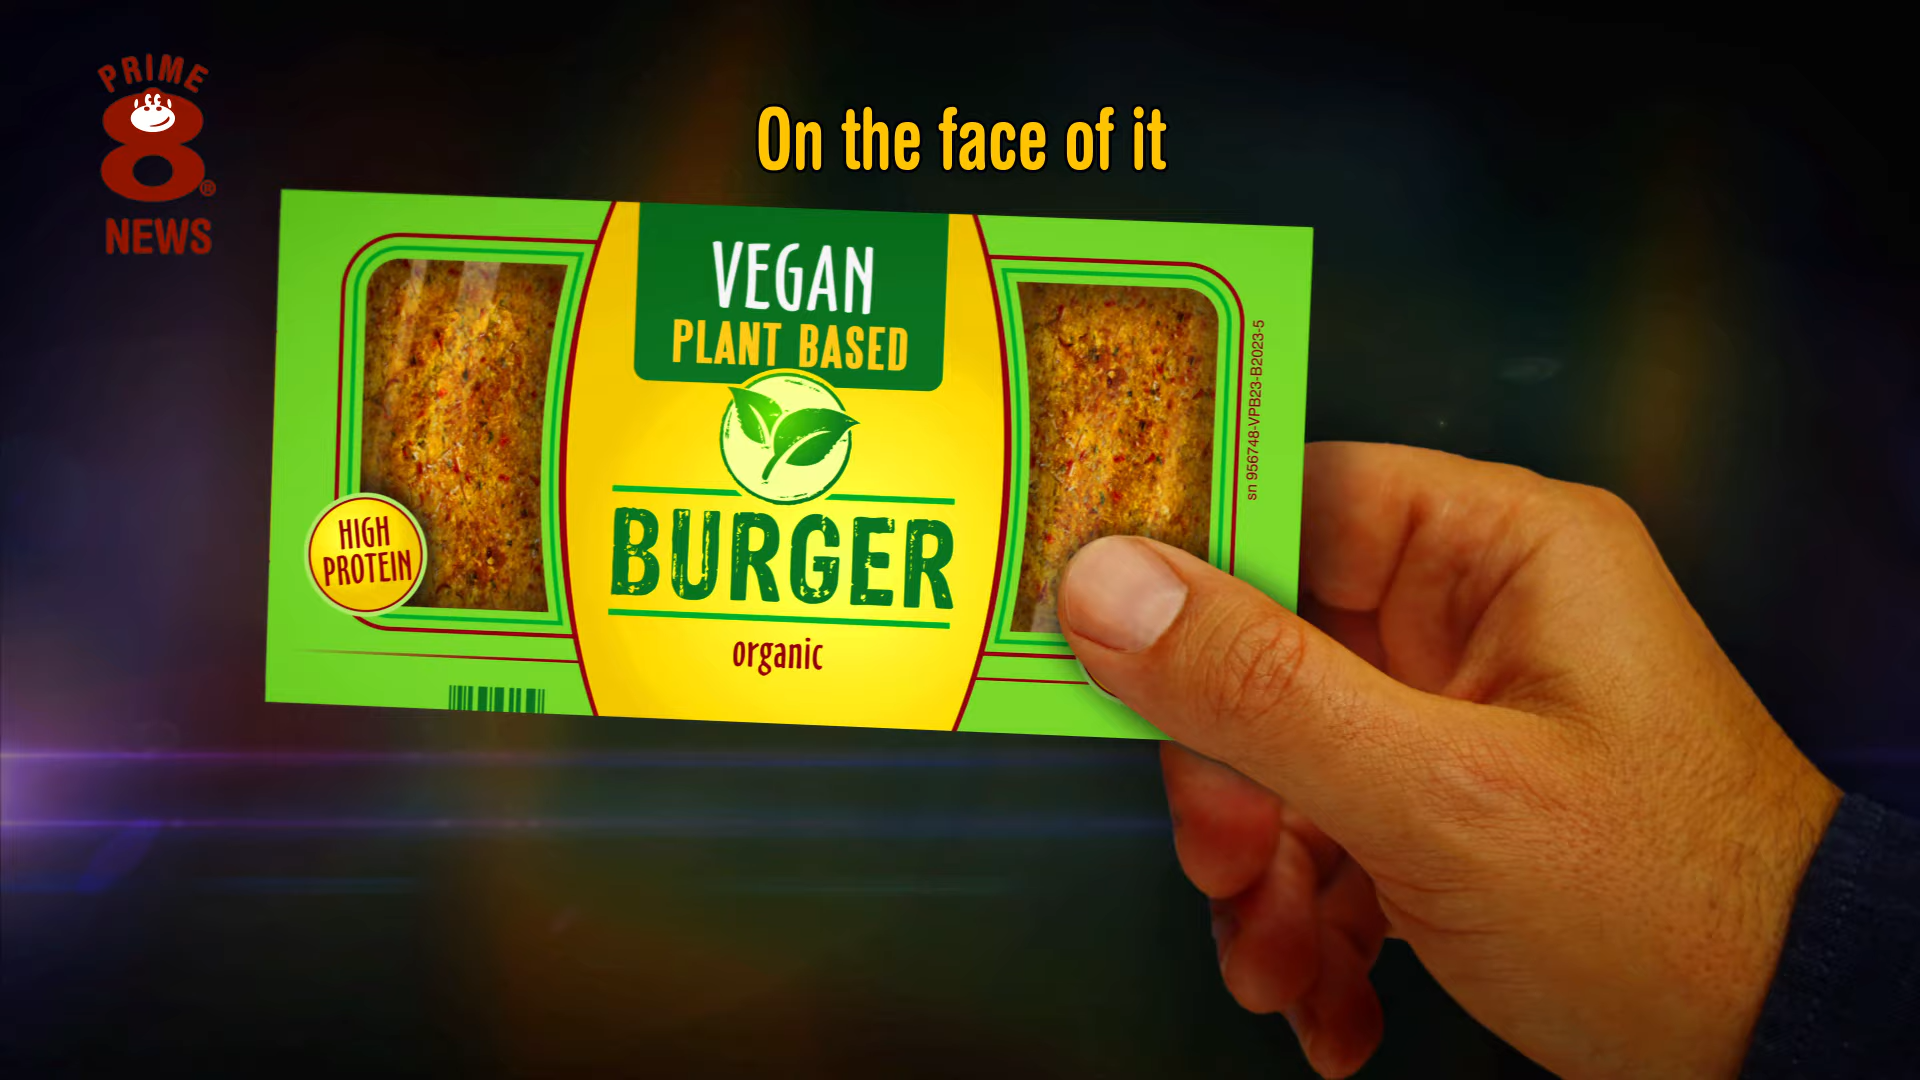 PRIME
8
®
NEWS
On the face of it
VEGAN
PLANT BASED
BURGER
organic
HIGH
PROTEIN
sn 956748-VPB23-B2023-5